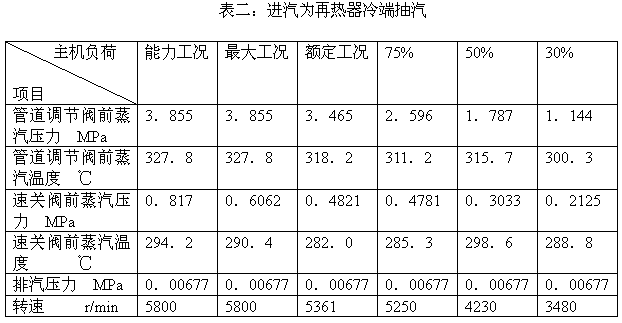 表二：进汽为再热器冷端抽汽
主机负荷 能力工况 最大工况 额定工况 75% 50% 30%
项目
管道调节阀前蒸汽压力 MPa 3.855 3.855 3.465 2.596 1.787 1.144
管道调节阀前蒸汽温度 ℃ 327.8 327.8 318.2 311.2 315.7 300.3
速关阀前蒸汽压力 MPa 0.817 0.6062 0.4821 0.4781 0.3033 0.2125
速关阀前蒸汽温度 ℃ 294.2 290.4 282.0 285.3 298.6 288.8
排汽压力 MPa 0.00677 0.00677 0.00677 0.00677 0.00677 0.00677
转速 r/min 5800 5800 5361 5250 4230 3480